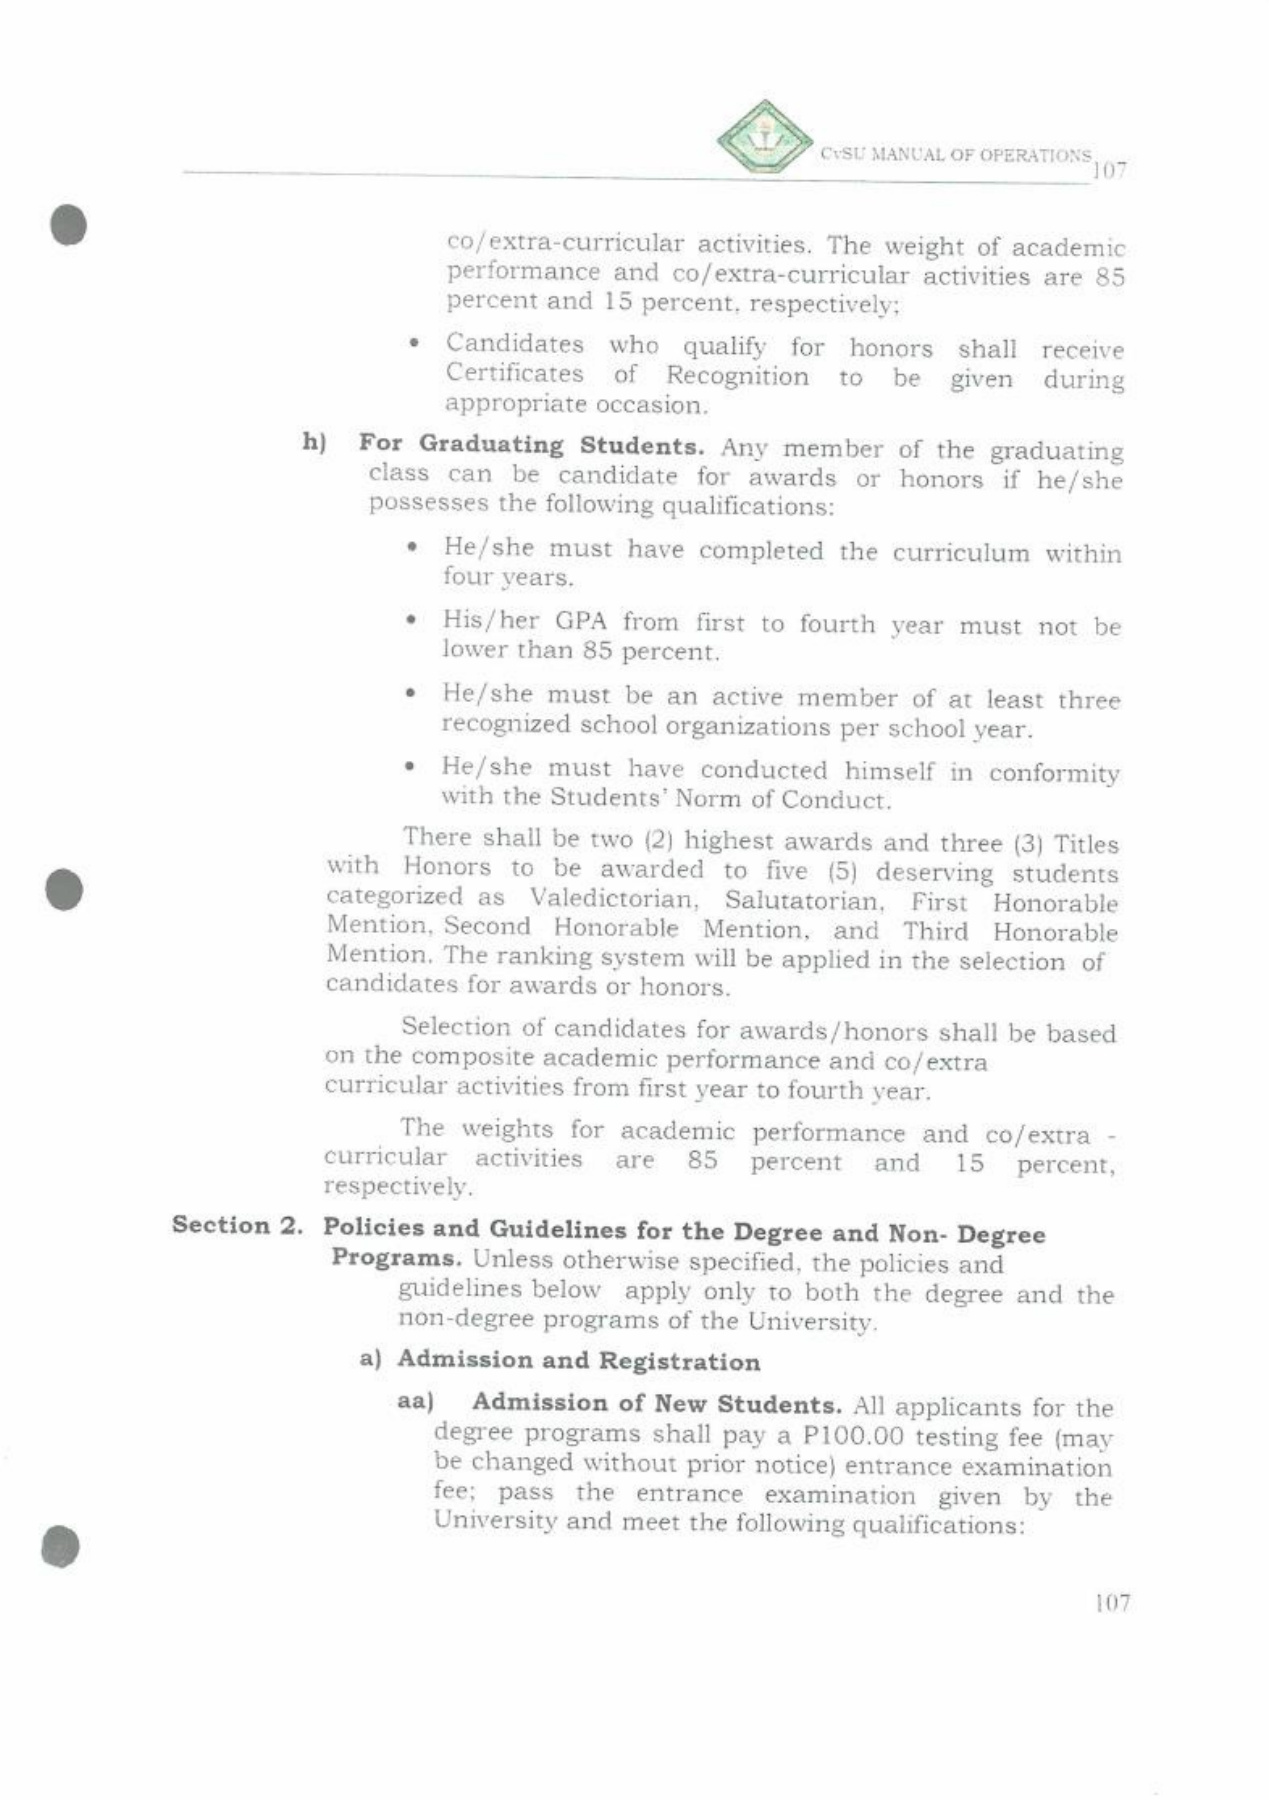 CvSU MANUAL OF OPERATIONS 107
co/extra-curricular activities. The weight of academic
performance and co/extra-curricular activities are 85
percent and 15 percent, respectively;
• Candidates who qualify for honors shall receive
Certificates of Recognition to be given during
appropriate occasion.
h) For Graduating Students. Any member of the graduating
class can be candidate for awards or honors if he/she
possesses the following qualifications:
• He/she must have completed the curriculum within
four years.
• His/her GPA from first to fourth year must not be
lower than 85 percent.
• He/she must be an active member of at least three
recognized school organizations per school year.
• He/she must have conducted himself in conformity
with the Students' Norm of Conduct.
There shall be two (2) highest awards and three (3) Titles
with Honors to be awarded to five (5) deserving students
categorized as Valedictorian, Salutatorian, First Honorable
Mention, Second Honorable Mention, and Third Honorable
Mention. The ranking system will be applied in the selection of
candidates for awards or honors.
Selection of candidates for awards/honors shall be based
on the composite academic performance and co/extra
curricular activities from first year to fourth year.
The weights for academic performance and co/extra -
curricular activities are 85 percent and 15 percent,
respectively.
Section 2. Policies and Guidelines for the Degree and Non- Degree
Programs. Unless otherwise specified, the policies and
guidelines below apply only to both the degree and the
non-degree programs of the University.
a) Admission and Registration
aa) Admission of New Students. All applicants for the
degree programs shall pay a P100.00 testing fee (may
be changed without prior notice) entrance examination
fee; pass the entrance examination given by the
University and meet the following qualifications:
107